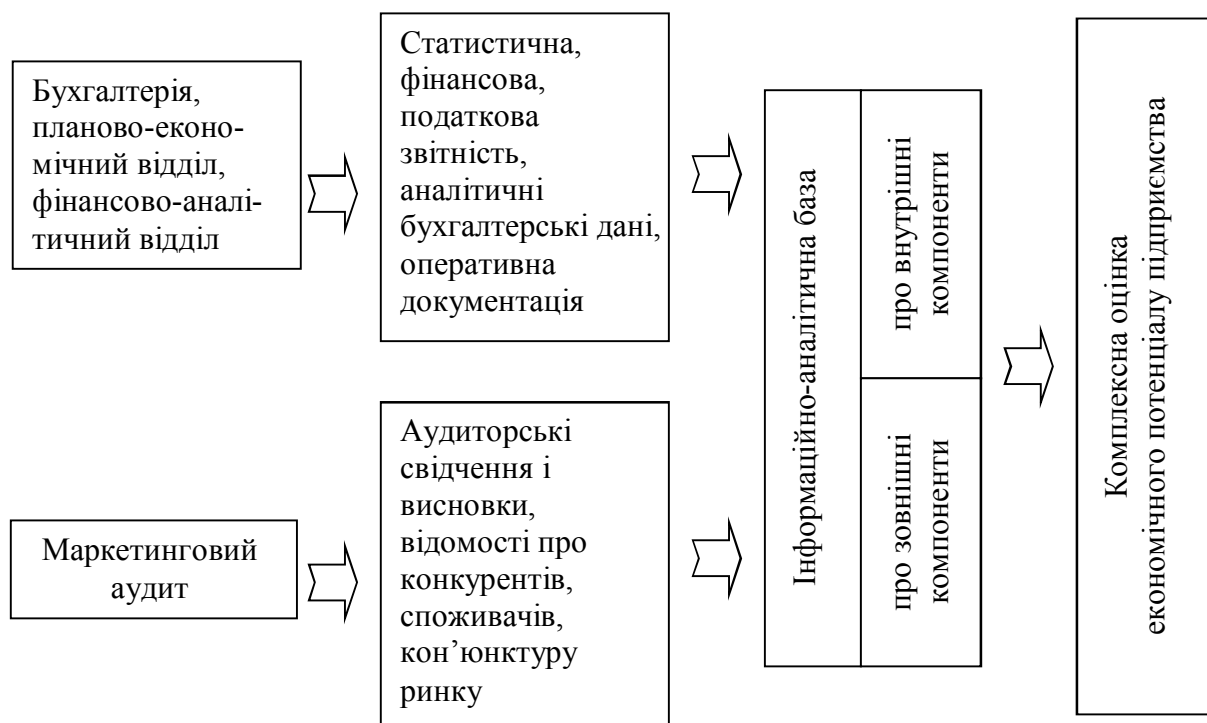 Бухгалтерія,
планово-еконо-
мічний відділ,
фінансово-аналі-
тичний відділ
Статистична,
фінансова,
податкова
звітність,
аналітичні
бухгалтерські дані,
оперативна
документація
Маркетинговий
аудит
Аудиторські
свідчення і
висновки,
відомості про
конкурентів,
споживачів,
кон’юнктуру
ринку
Інформаційно-аналітична база
про внутрішні
компоненти
про зовнішні
компоненти
Комплексна оцінка
економічного потенціалу підприємства